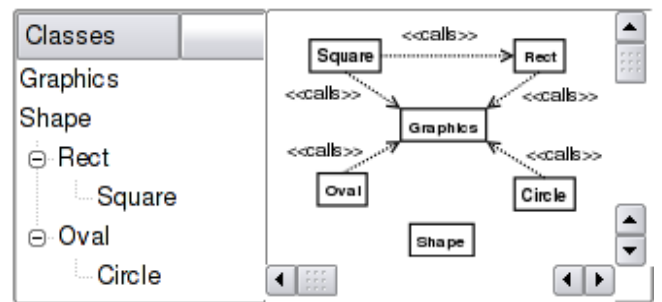 Classes
Graphics
Shape
Rect
Square
Oval
Circle
<<calls>>
Square
Rect
<<calls>>
<<calls>>
Graphics
<<calls>>
<<calls>>
Oval
Circle
Shape